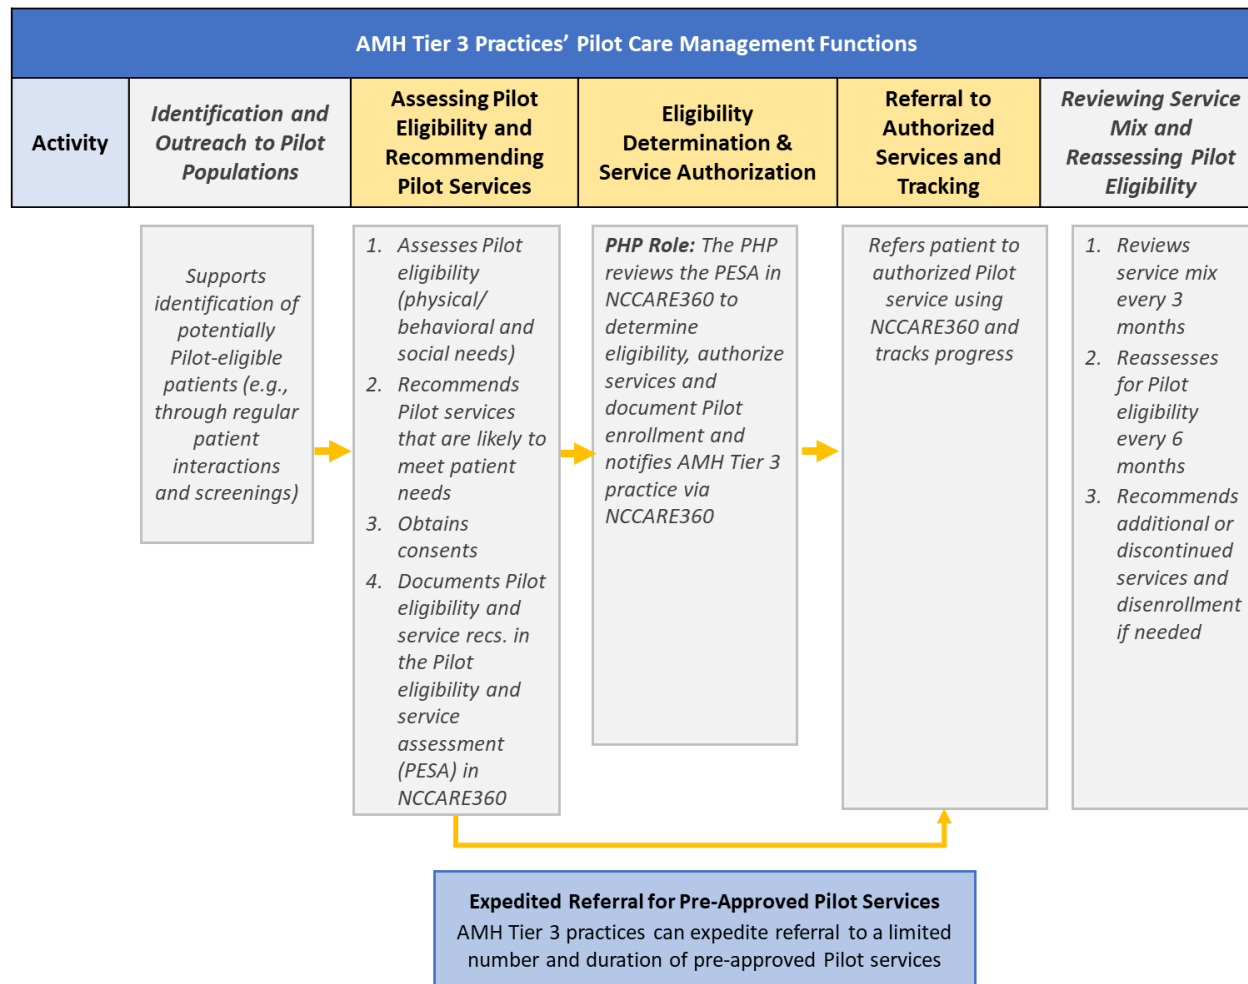 AMH Tier 3 Practices’ Pilot Care Management Functions
Activity
Identification and
Outreach to Pilot
Populations
Assessing Pilot
Eligibility and
Recommending
Pilot Services
Eligibility
Determination &
Service Authorization
Referral to
Authorized
Services and
Tracking
Reviewing Service
Mix and
Reassessing Pilot
Eligibility
Supports
identification of
potentially
Pilot-eligible
patients (e.g.,
through regular
patient
interactions
and screenings)
1. Assesses Pilot
eligibility
(physical/
behavioral and
social needs)
2. Recommends
Pilot services
that are likely to
meet patient
needs
3. Obtains
consents
4. Documents Pilot
eligibility and
service recs. in
the Pilot
eligibility and
service
assessment
(PESA) in
NCCARE360
PHP Role: The PHP
reviews the PESA in
NCCARE360 to
determine
eligibility, authorize
services and
document Pilot
enrollment and
notifies AMH Tier 3
practice via
NCCARE360
Refers patient to
authorized Pilot
service using
NCCARE360 and
tracks progress
1. Reviews
service mix
every 3
months
2. Reassesses
for Pilot
eligibility
every 6
months
3. Recommends
additional or
discontinued
services and
disenrollment
if needed
Expedited Referral for Pre-Approved Pilot Services
AMH Tier 3 practices can expedite referral to a limited
number and duration of pre-approved Pilot services